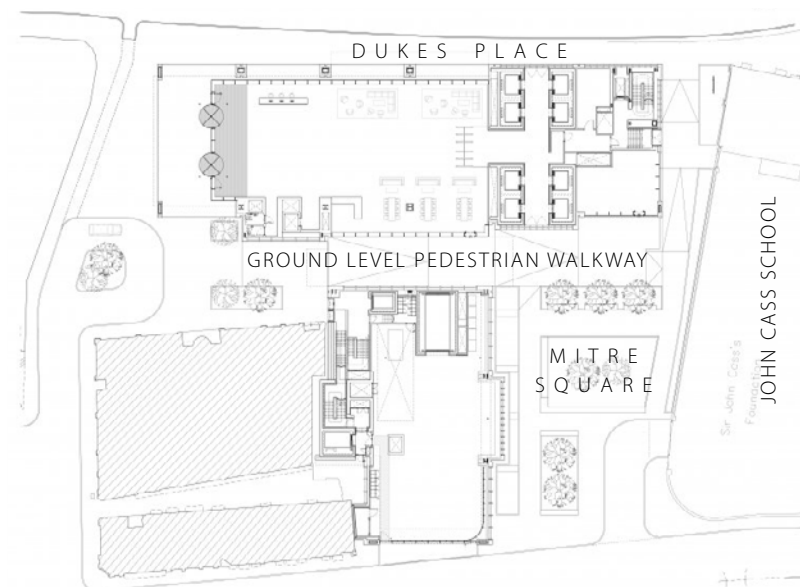 DUKES PLACE
GROUND LEVEL PEDESTRIAN WALKWAY
MITRE
SQUARE
JOHN CASS SCHOOL
Sir John Cass's
Foundation